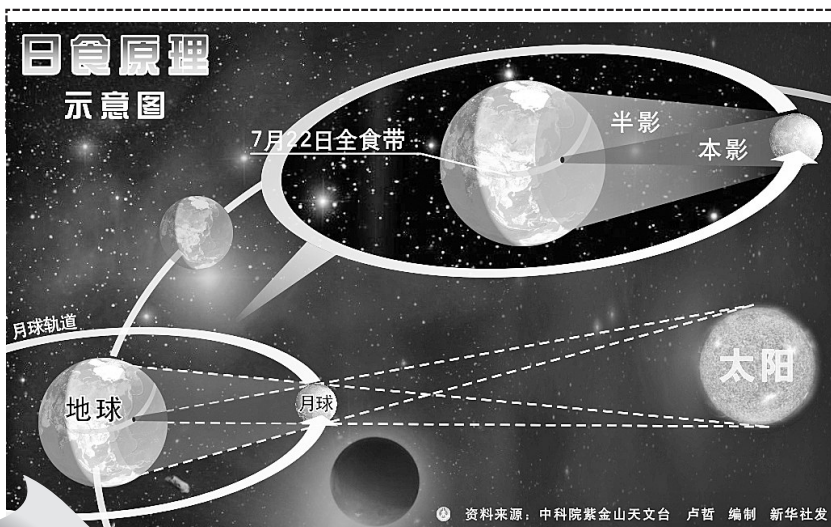 日食原理
示意图
7月22日全食带
半影
本影
月球轨道
太阳
地球
月球
资料来源：中科院紫金山天文台 卢哲 编制 新华社发